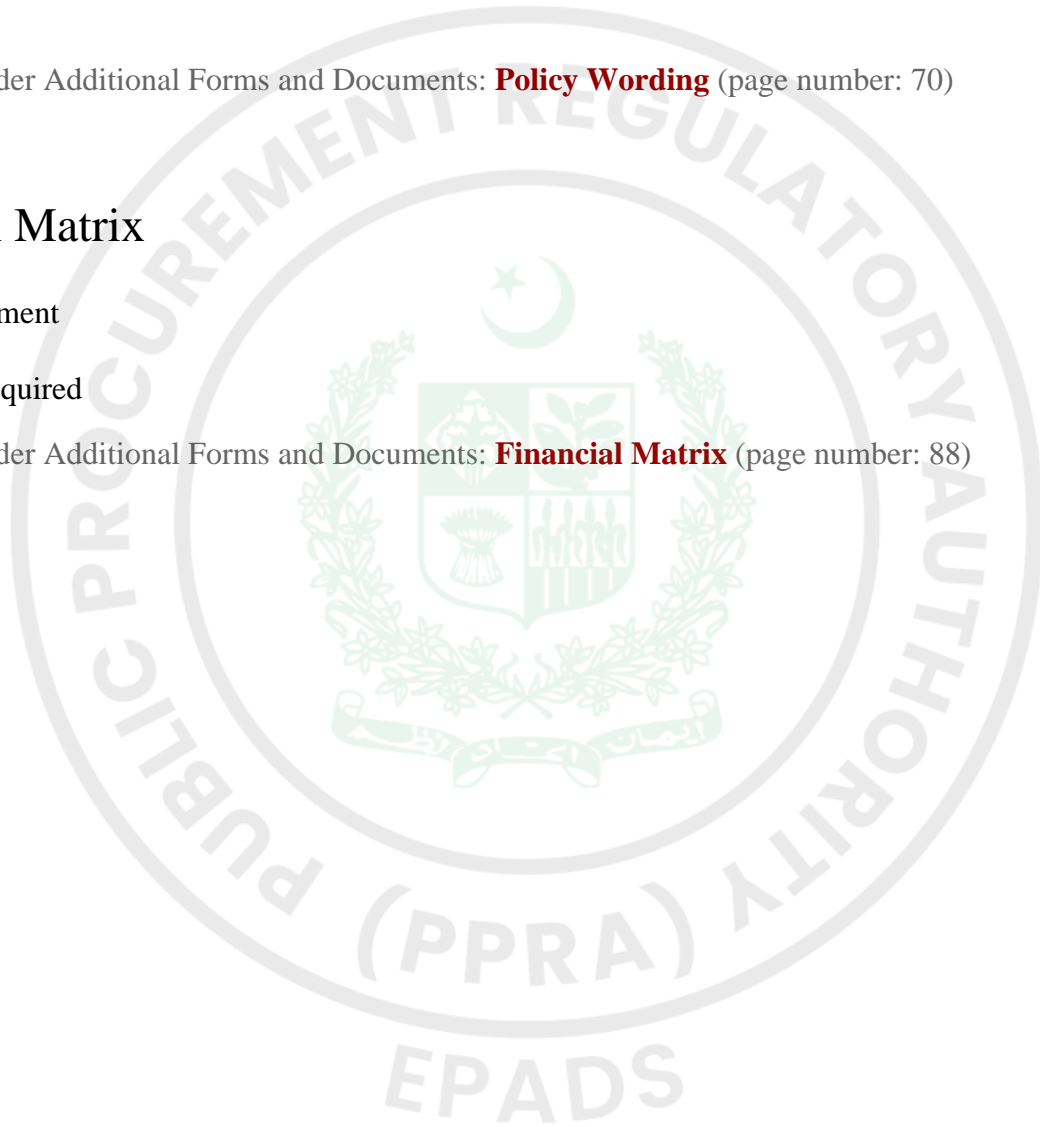 der Additional Forms and Documents: Policy Wording (page number: 70)
Matrix
ment
quired
der Additional Forms and Documents: Financial Matrix (page number: 88)
PUBLIC PROCUREMENT REGULATORY AUTHORITY
(PPRA)
EPADS